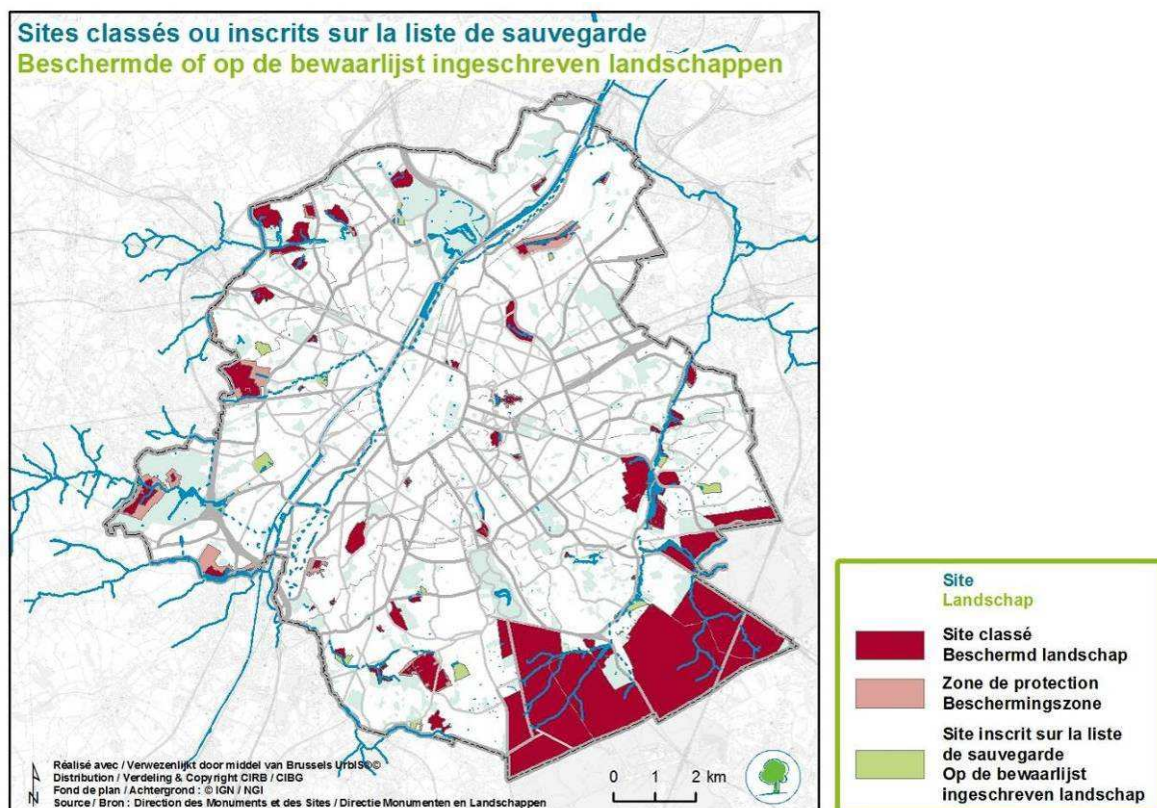 Sites classés ou inscrits sur la liste de sauvegarde
Beschermde of op de bewaarlijst ingeschreven landschappen
N
Réalisé avec / Verwezenlijkt door middel van Brussels UrbIS®©
Distribution / Verdeling & Copyright CIRB / CIBG
Fond de plan / Achtergrond : © IGN / NGI
Source / Bron : Direction des Monuments et des Sites / Directie Monumenten en Landschappen
0 1 2 km
Site
Landschap
Site classé
Beschermd landschap
Zone de protection
Beschermingszone
Site inscrit sur la liste
de sauvegarde
Op de bewaarlijst
ingeschreven landschap